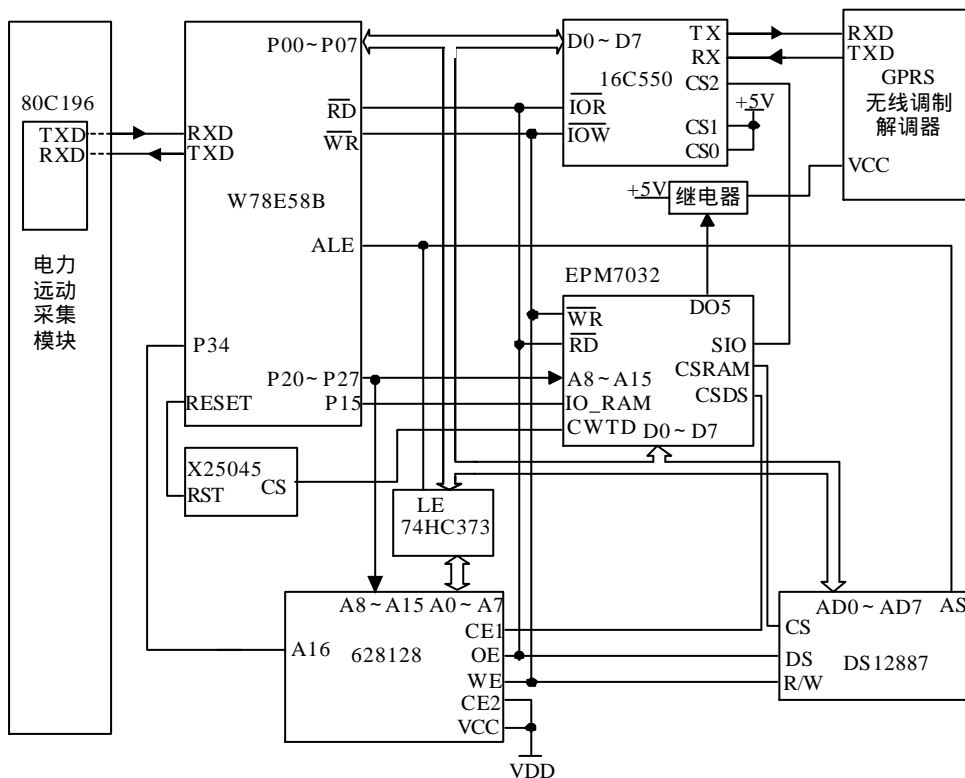 80C196
TXD
RXD
电力
远动
采集
模块
P00~P07
RD
WR
RXD
TXD
W78E58B
ALE
P34
P20~P27
RESET
P15
X25045
CS
RST
D0~D7
TX
RX
16C550
CS2
IOR
IOW
+5V
CS1
CS0
RXD
TXD
GPRS
无线调制
解调器
VCC
+5V
继电器
EPM7032
DO5
WR
RD
SIO
CSRAM
A8~A15
CSDS
IO_RAM
CWTD
D0~D7
LE
74HC373
A8~A15
A0~A7
CE1
A16
628128
OE
WE
CE2
VCC
VDD
AD0~AD7
AS
CS
DS
DS12887
R/W